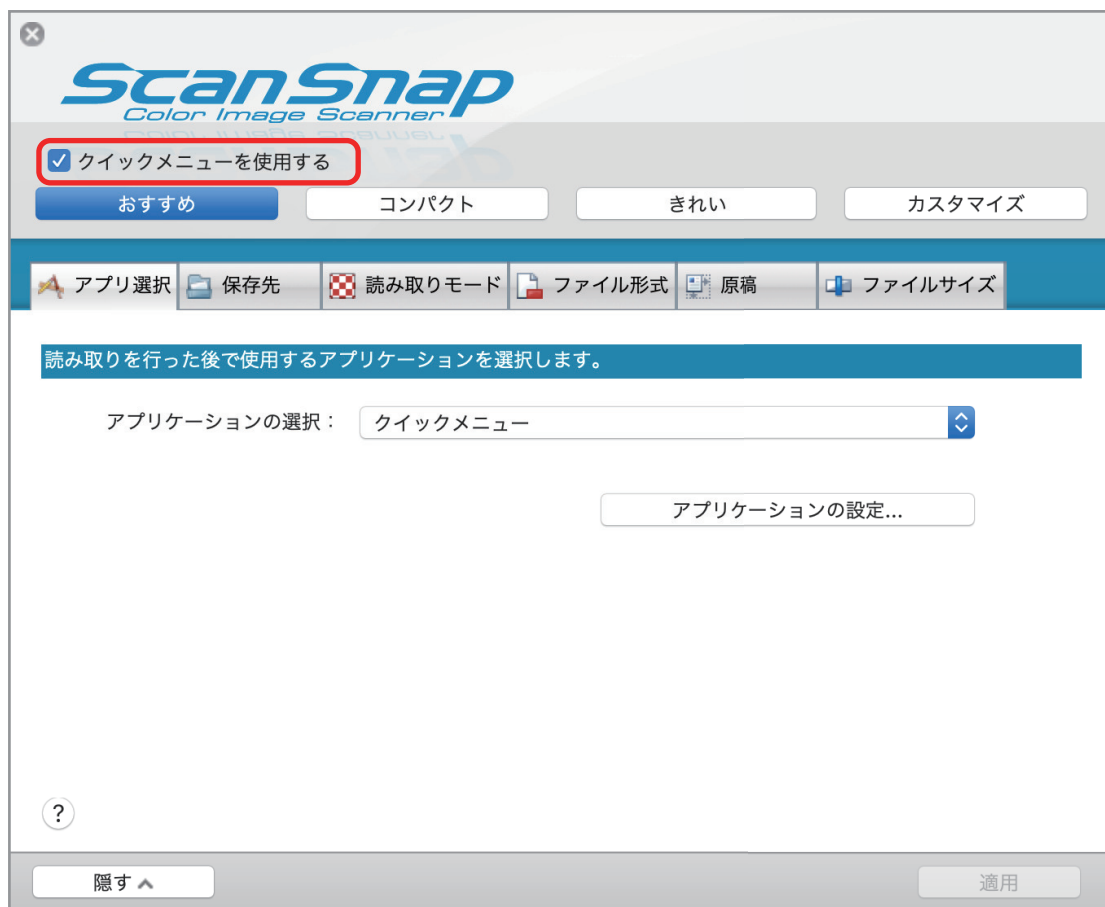 ScanSnap
Color Image Scanner
クイックメニューを使用する
おすすめ コンパクト きれい カスタマイズ
アプリ選択 保存先 読み取りモード ファイル形式 原稿 ファイルサイズ
読み取りを行った後で使用するアプリケーションを選択します。
アプリケーションの選択： クイックメニュー
アプリケーションの設定...
?
隠す 適用